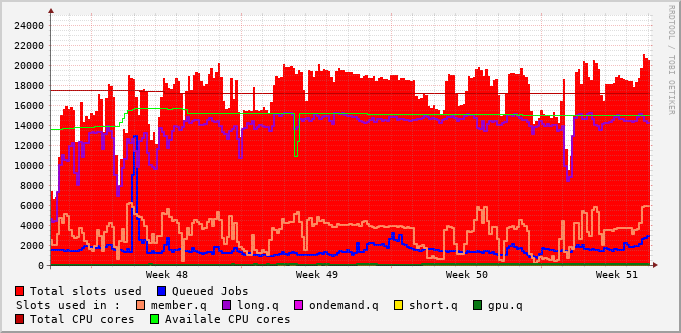 RRDTOOL / TOBI OETIKER
24000
22000
20000
18000
16000
14000
12000
10000
8000
6000
4000
2000
0
Week 48 Week 49 Week 50 Week 51
Total slots used Queued Jobs
Slots used in : member.q long.q ondemand.q short.q gpu.q
Total CPU cores Availale CPU cores